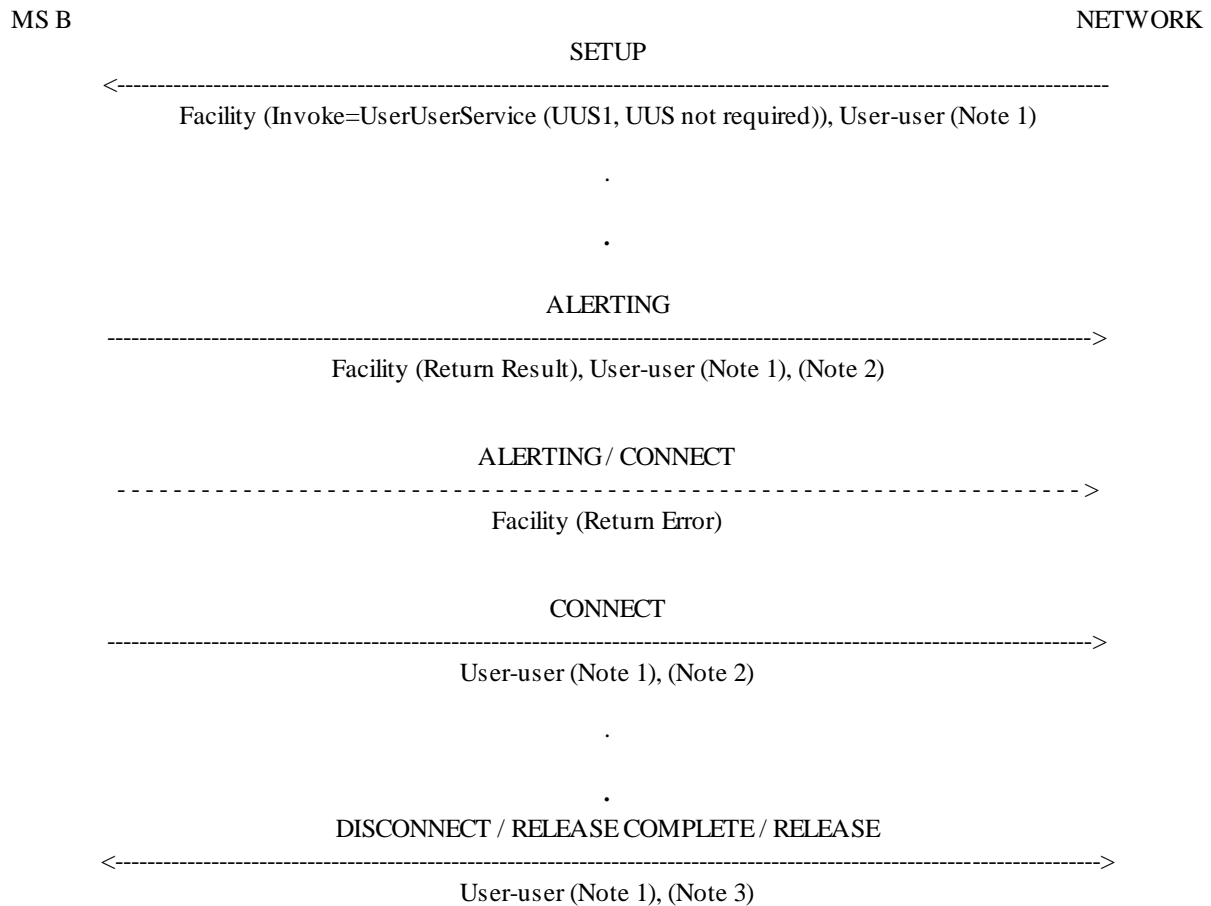 MS B NETWORK
SETUP
<----------------------------------------------------------------------------------------------------------------------------
Facility (Invoke=UserUserService (UUS1, UUS not required)), User-user (Note 1)
.
.
ALERTING
---------------------------------------------------------------------------------------------------------------------------->
Facility (Return Result), User-user (Note 1), (Note 2)
ALERTING / CONNECT
- - - - - - - - - - - - - - - - - - - - - - - - - - - - - - - - - - - - - - - - - - - - - - - - - - - - - - - - - - - - - - - - - - - - - >
Facility (Return Error)
CONNECT
---------------------------------------------------------------------------------------------------------------------------->
User-user (Note 1), (Note 2)
.
.
DISCONNECT / RELEASE COMPLETE / RELEASE
<---------------------------------------------------------------------------------------------------------------------------->
User-user (Note 1), (Note 3)